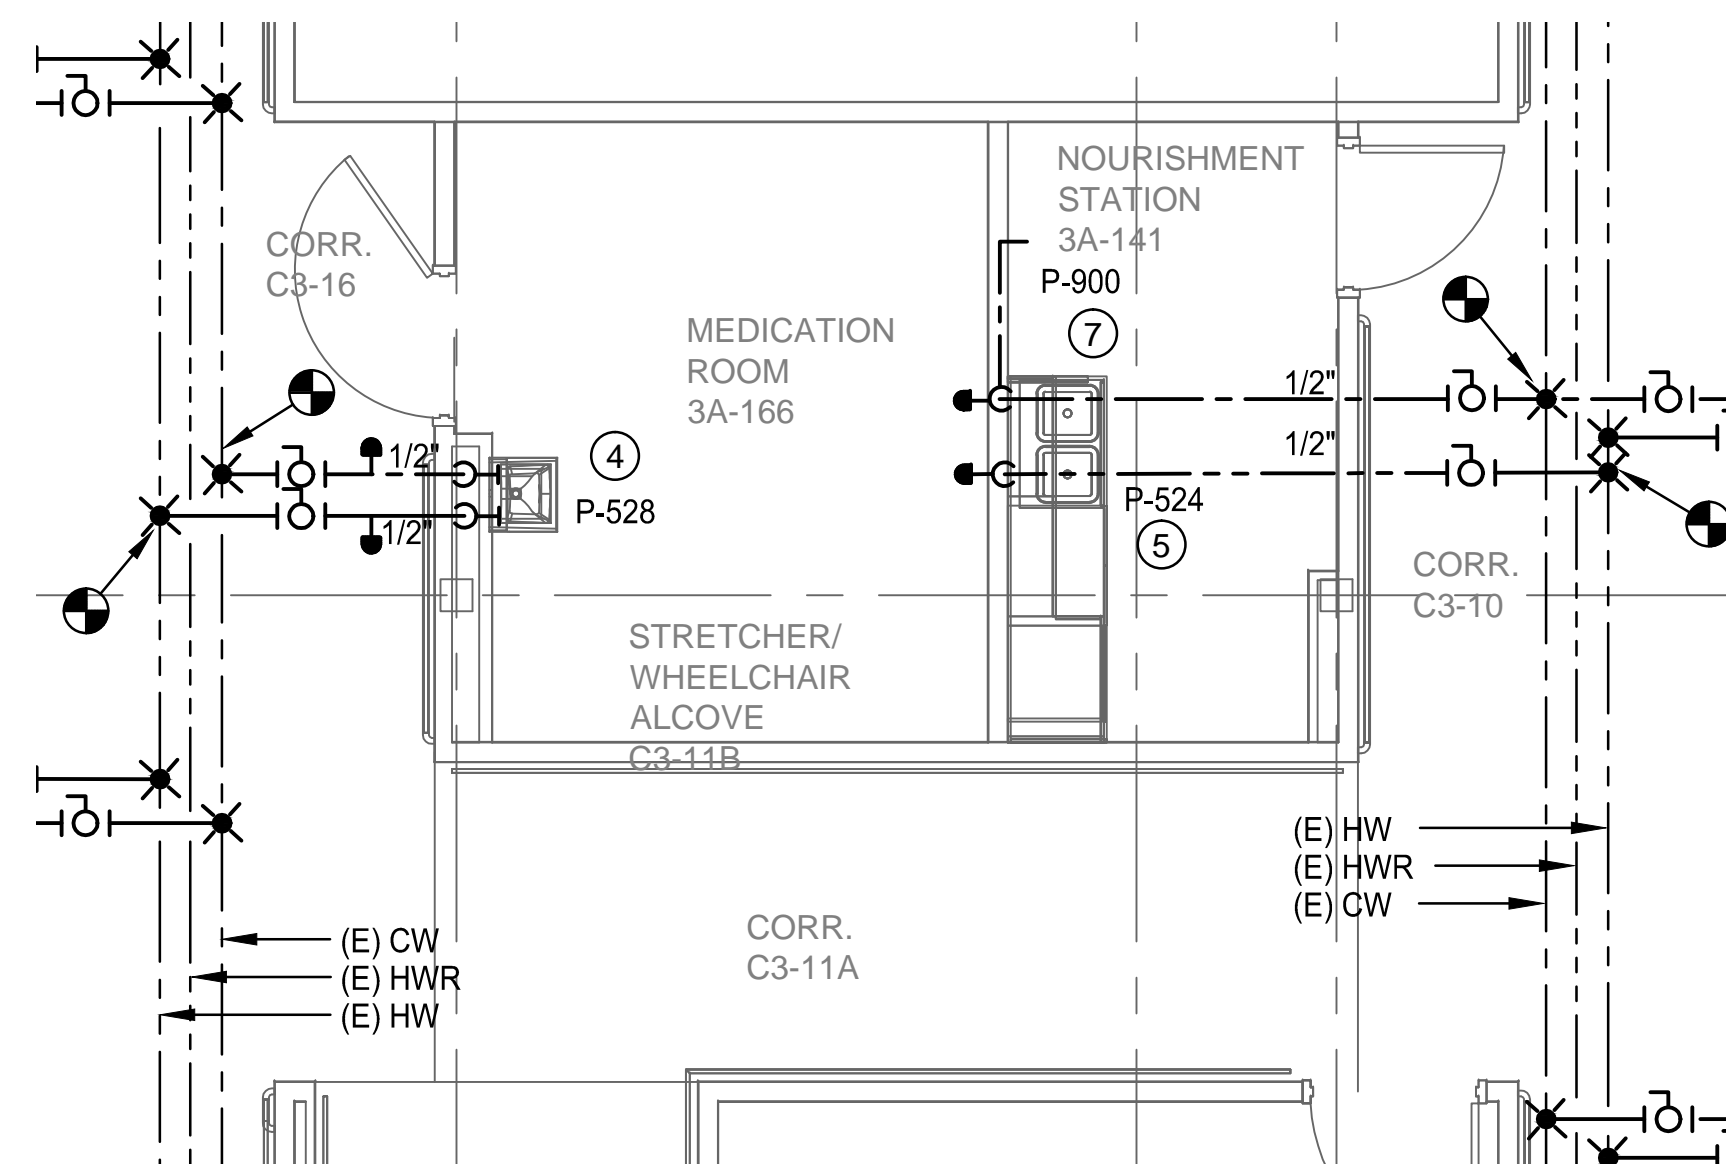 NOURISHMENT
STATION
3A-141
CORR.
C3-16
P-900
7
MEDICATION
ROOM
3A-166
1/2"
1/2"
1/2"
1/2"
4
P-528
P-524
5
CORR.
C3-10
STRETCHER/
WHEELCHAIR
ALCOVE
C3-11B
(E) HW
(E) HWR
(E) CW
CORR.
C3-11A
(E) CW
(E) HWR
(E) HW